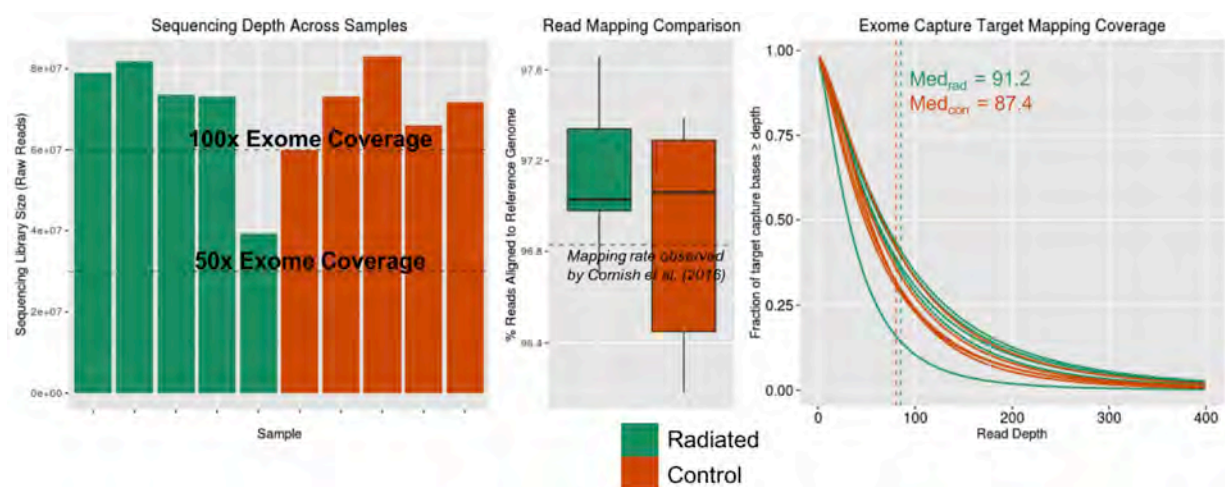 Sequencing Depth Across Samples
Sequencing Library Size (Raw Reads)
8e+07
6e+07
4e+07
2e+07
0e+00
100x Exome Coverage
50x Exome Coverage
Sample
Read Mapping Comparison
% Reads Aligned to Reference Genome
97.6
97.2
96.8
96.4
Mapping rate observed
by Cornish et al. (2016)
Exome Capture Target Mapping Coverage
Fraction of target capture bases ≥ depth
1.00
0.75
0.50
0.25
0.00
Med_rad = 91.2
Med_con = 87.4
0 100 200 300 400
Read Depth
Radiated
Control